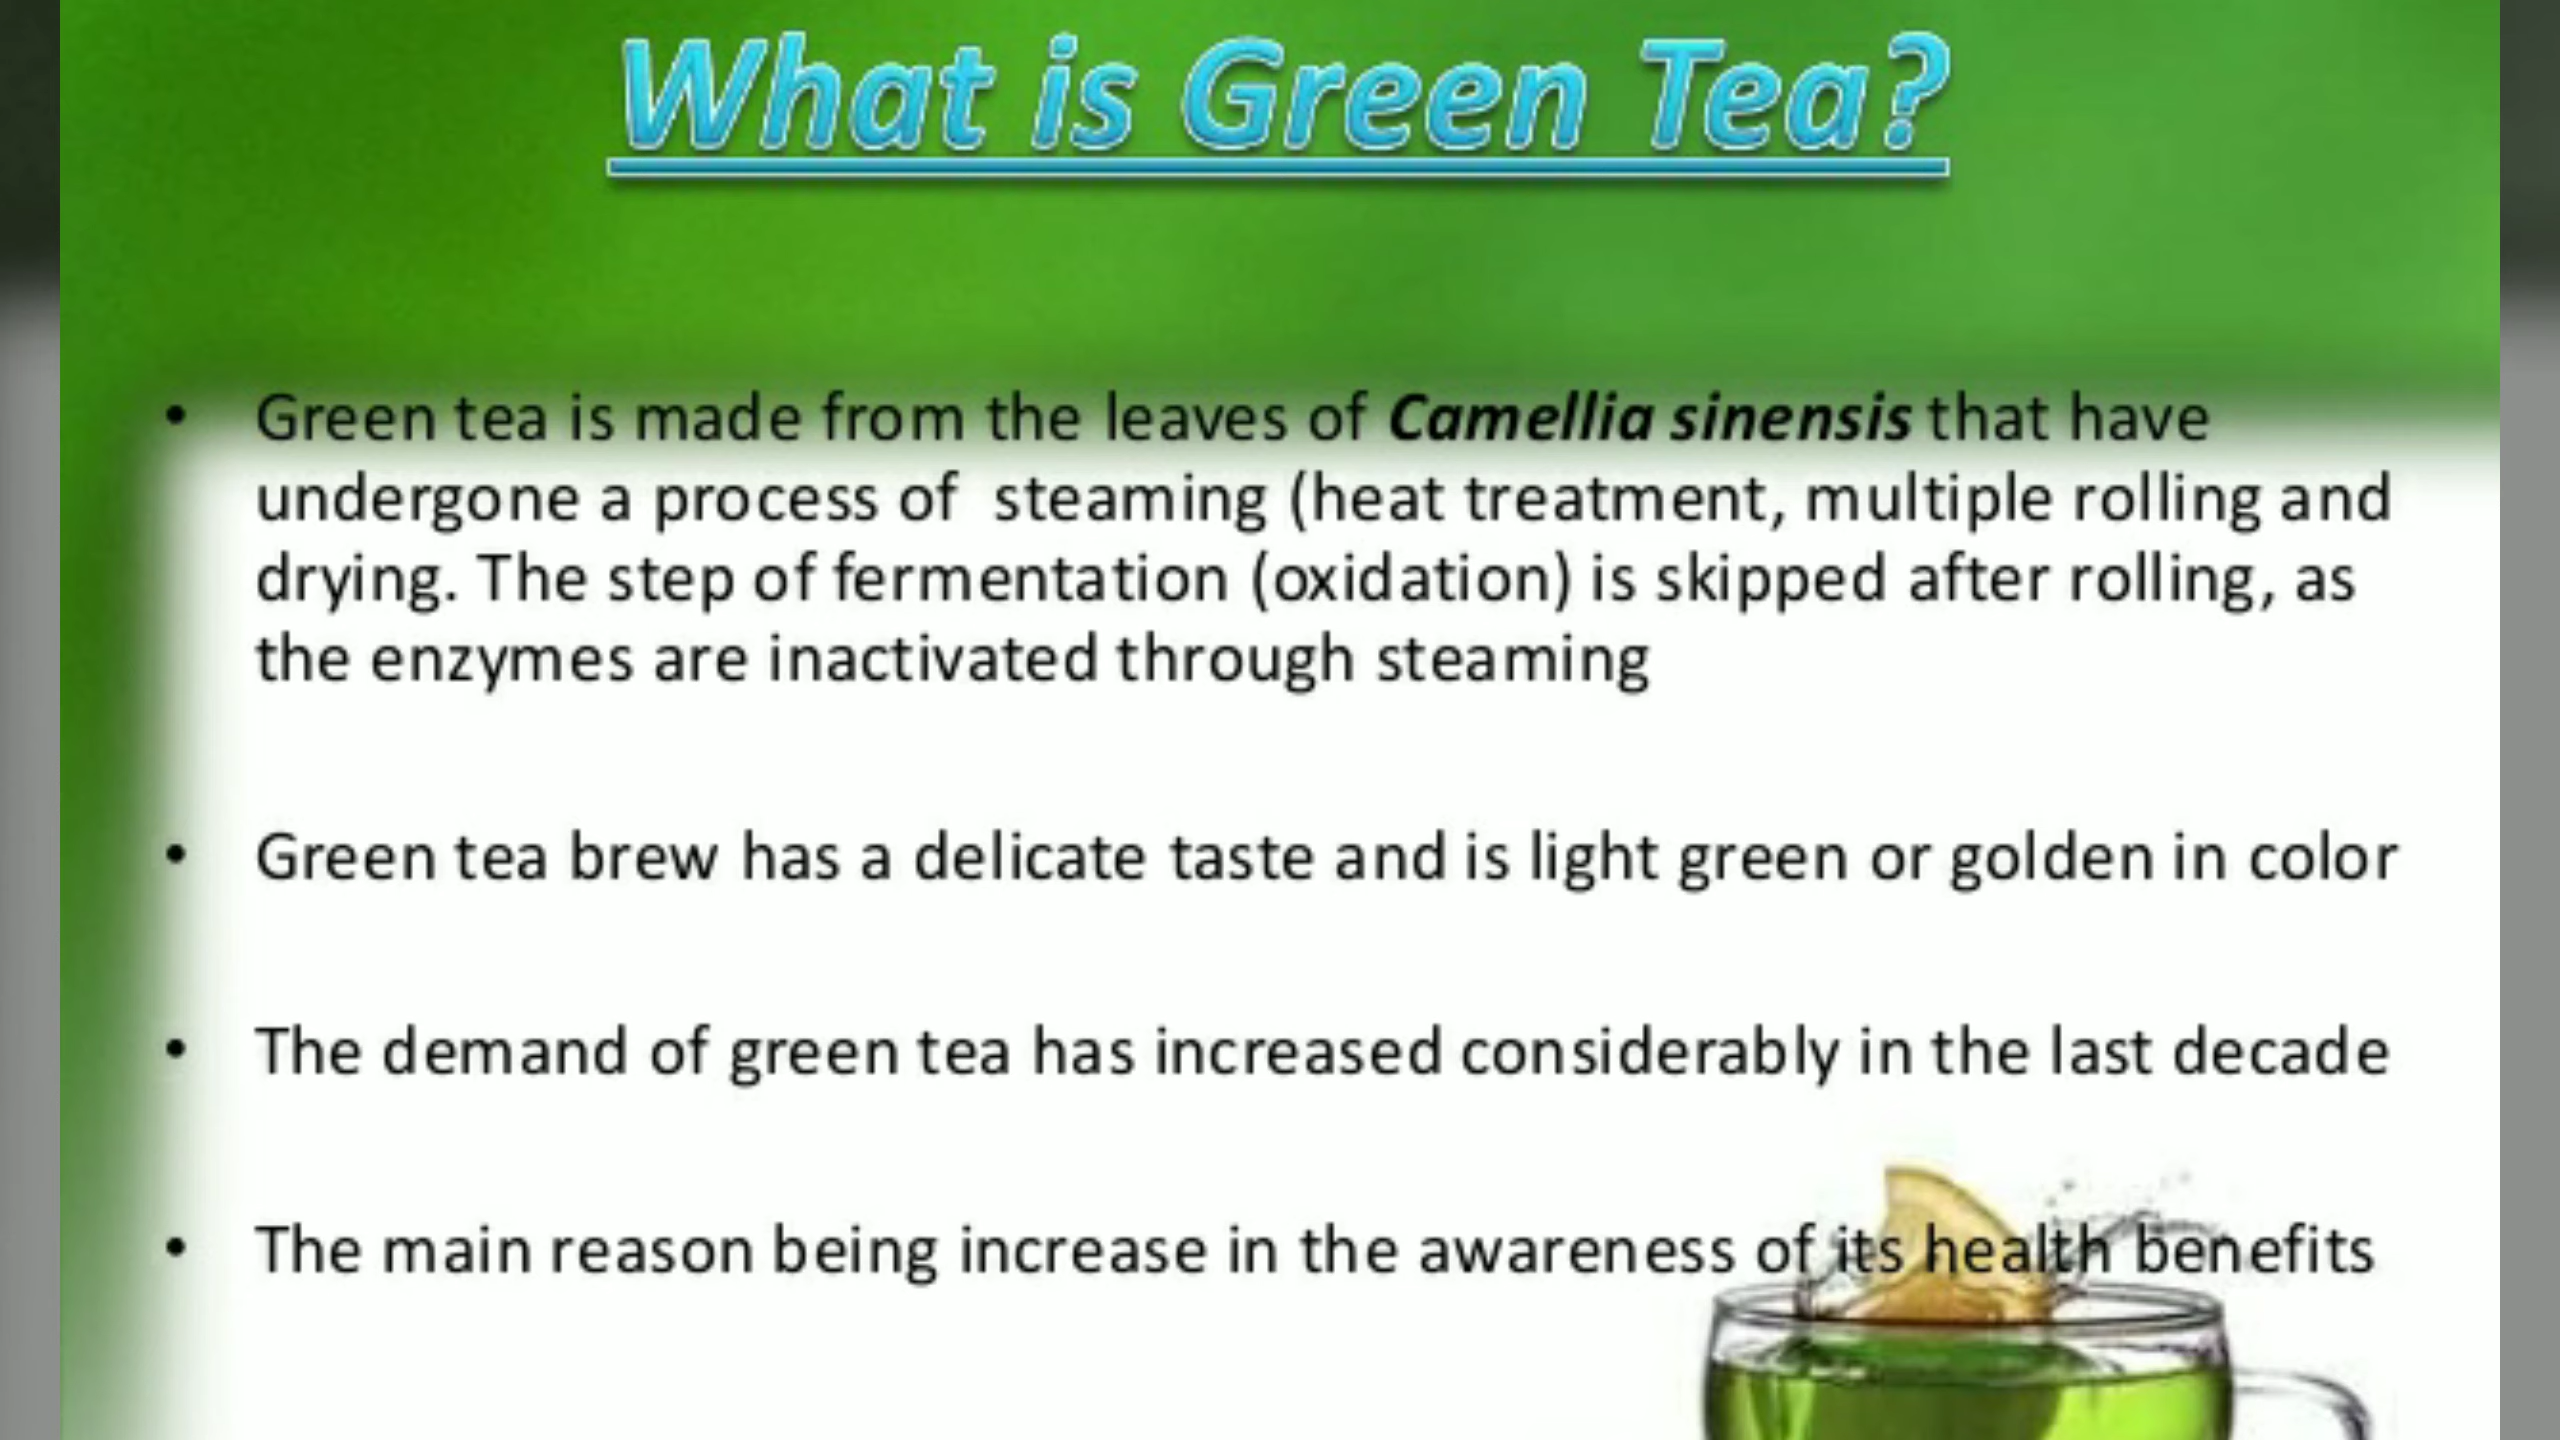 What is Green Tea?
• Green tea is made from the leaves of Camellia sinensis that have
undergone a process of  steaming (heat treatment, multiple rolling and
drying. The step of fermentation (oxidation) is skipped after rolling, as
the enzymes are inactivated through steaming
• Green tea brew has a delicate taste and is light green or golden in color
• The demand of green tea has increased considerably in the last decade
• The main reason being increase in the awareness of its health benefits